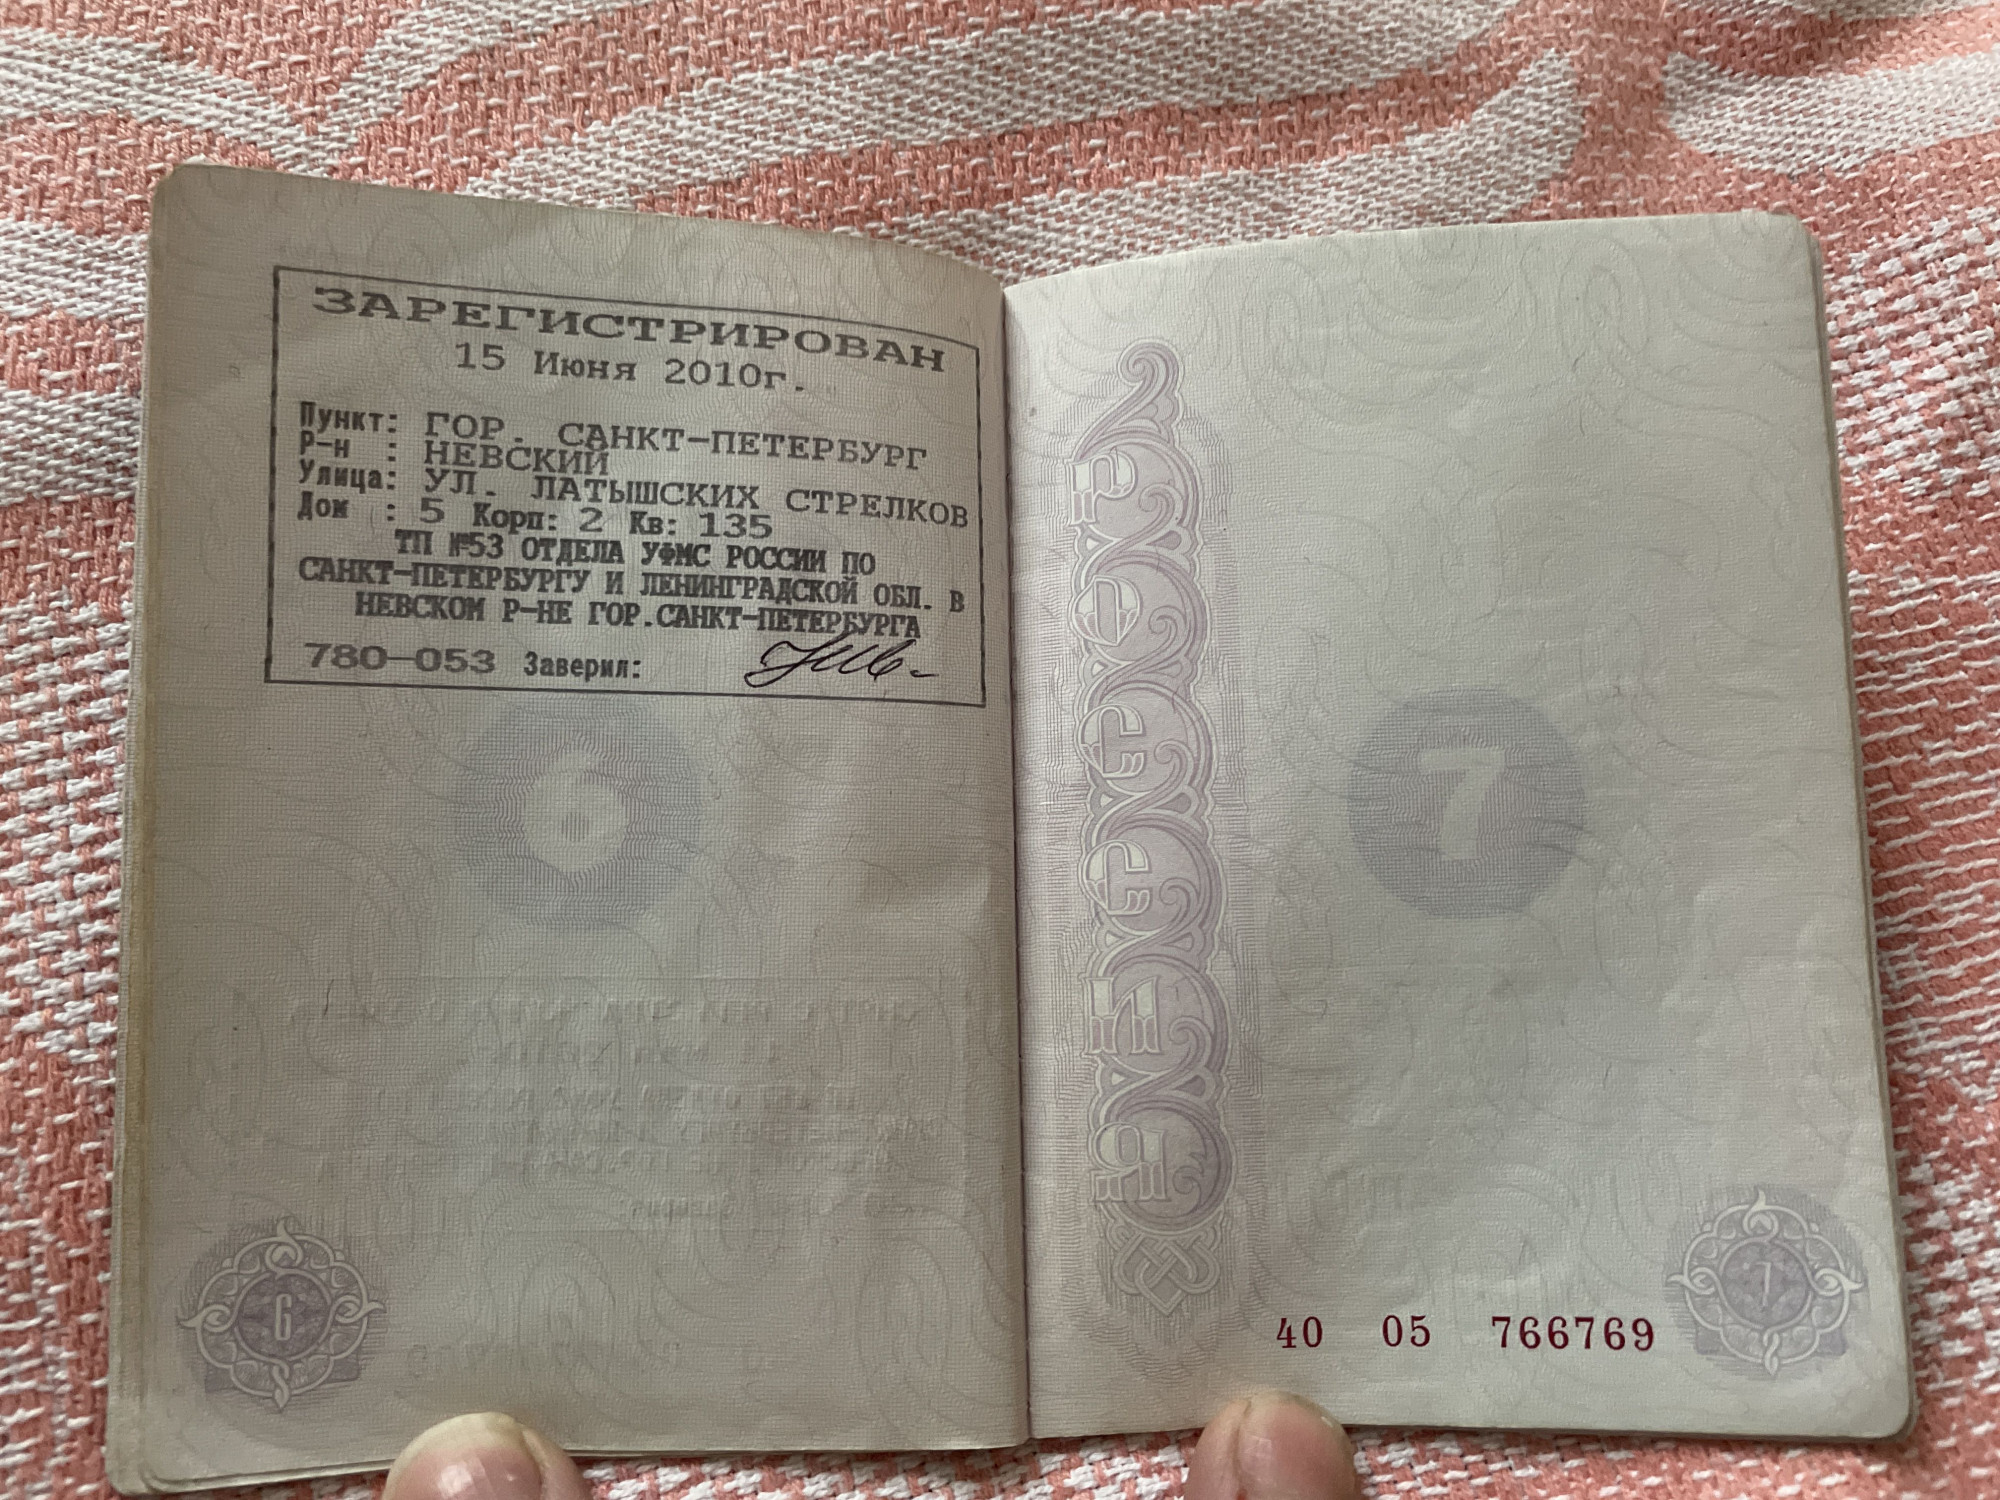 ЗАРЕГИСТРИРОВАН
15 Июня 2010г.
Пункт: ГОР. САНКТ-ПЕТЕРБУРГ
Р-н : НЕВСКИЙ
Улица: УЛ. ЛАТЫШСКИХ СТРЕЛКОВ
Дом : 5 Корп: 2 Кв: 135
ТП №53 ОТДЕЛА УФМС РОССИИ ПО
САНКТ-ПЕТЕРБУРГУ И ЛЕНИНГРАДСКОЙ ОБЛ. В
НЕВСКОМ Р-НЕ ГОР.САНКТ-ПЕТЕРБУРГА
780-053 Заверил:
6
6
РОССИЯ
7
40 05 766769
7